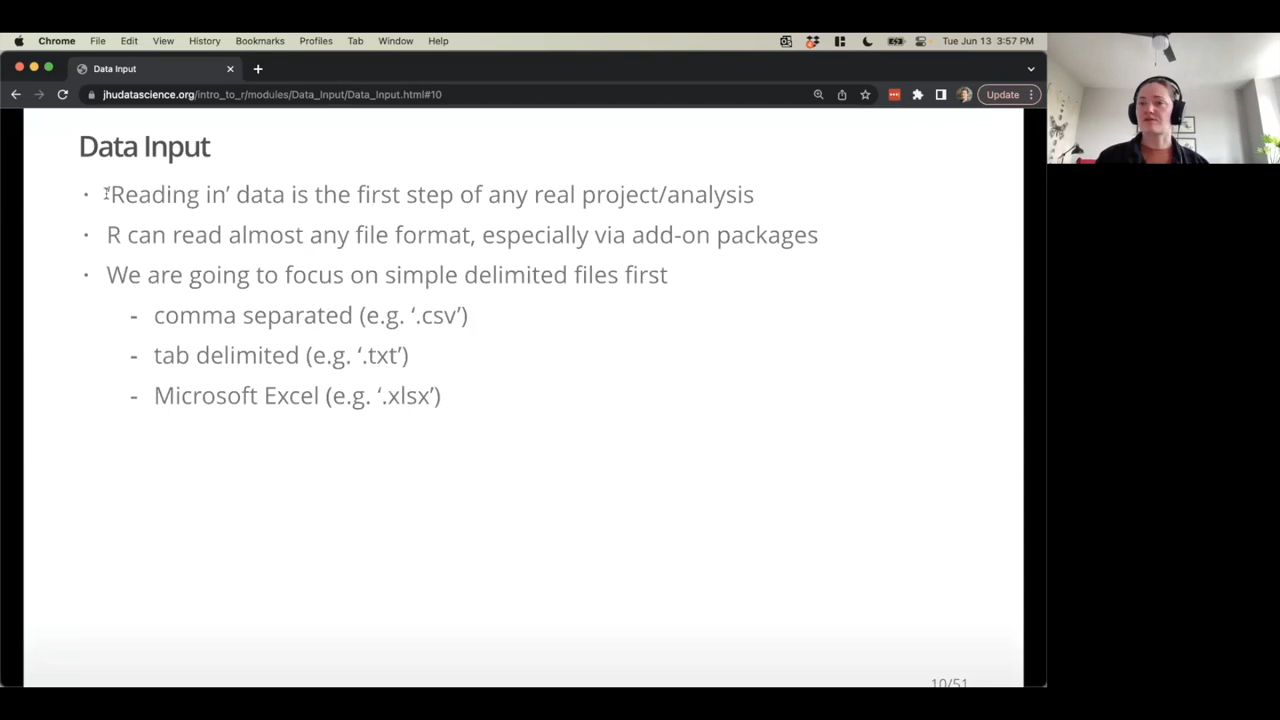 Chrome File Edit View History Bookmarks Profiles Tab Window Help Tue Jun 13 3:57 PM
Data Input
jhudatascience.org/intro_to_r/modules/Data_Input/Data_Input.html#10 Update
Data Input
· ‘Reading in’ data is the first step of any real project/analysis
· R can read almost any file format, especially via add-on packages
· We are going to focus on simple delimited files first
- comma separated (e.g. ‘.csv’)
- tab delimited (e.g. ‘.txt’)
- Microsoft Excel (e.g. ‘.xlsx’)
10/51